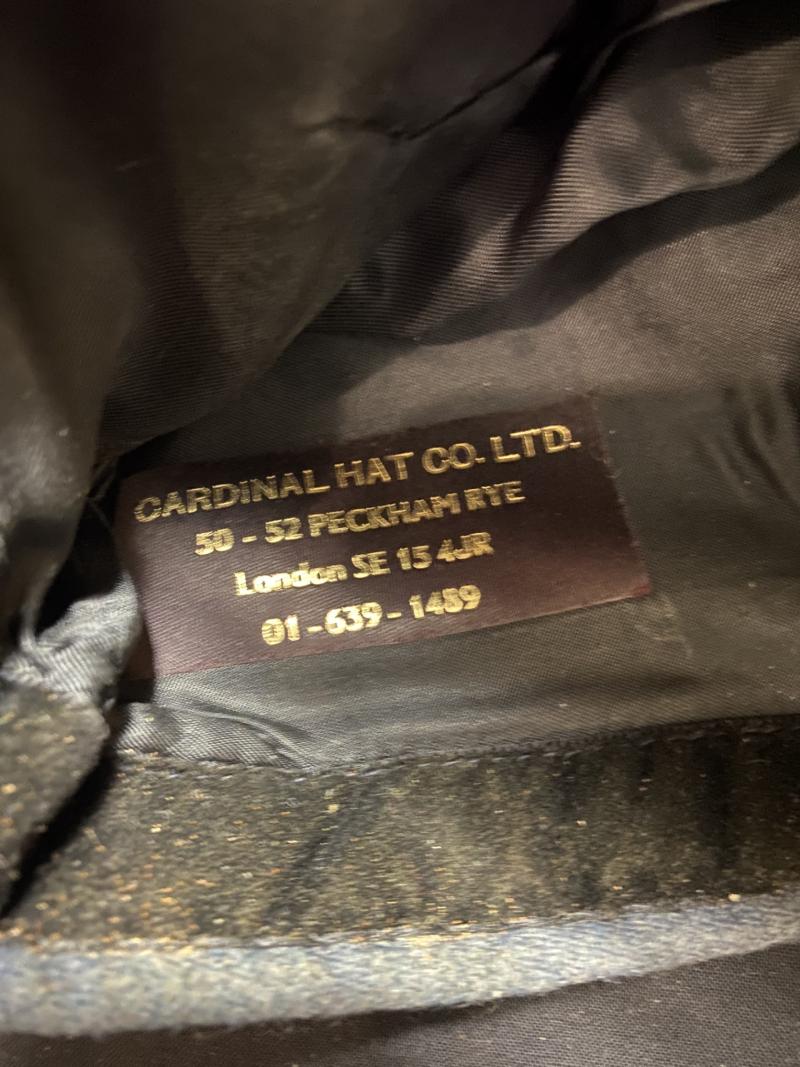 CARDINAL HAT CO. LTD.
50 - 52 PECKHAM RYE
London SE 15 4JR
01-639-1489